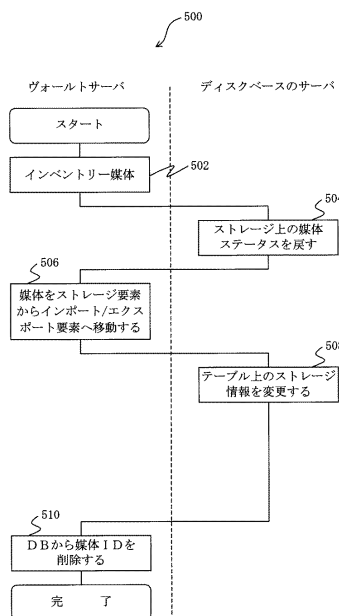 500
ヴォールトサーバ
ディスクベースのサーバ
スタート
インベントリー媒体
502
504
ストレージ上の媒体
ステータスを戻す
506
媒体をストレージ要素
からインポート/エクス
ポート要素へ移動する
508
テーブル上のストレージ
情報を変更する
510
DBから媒体IDを
削除する
完 了